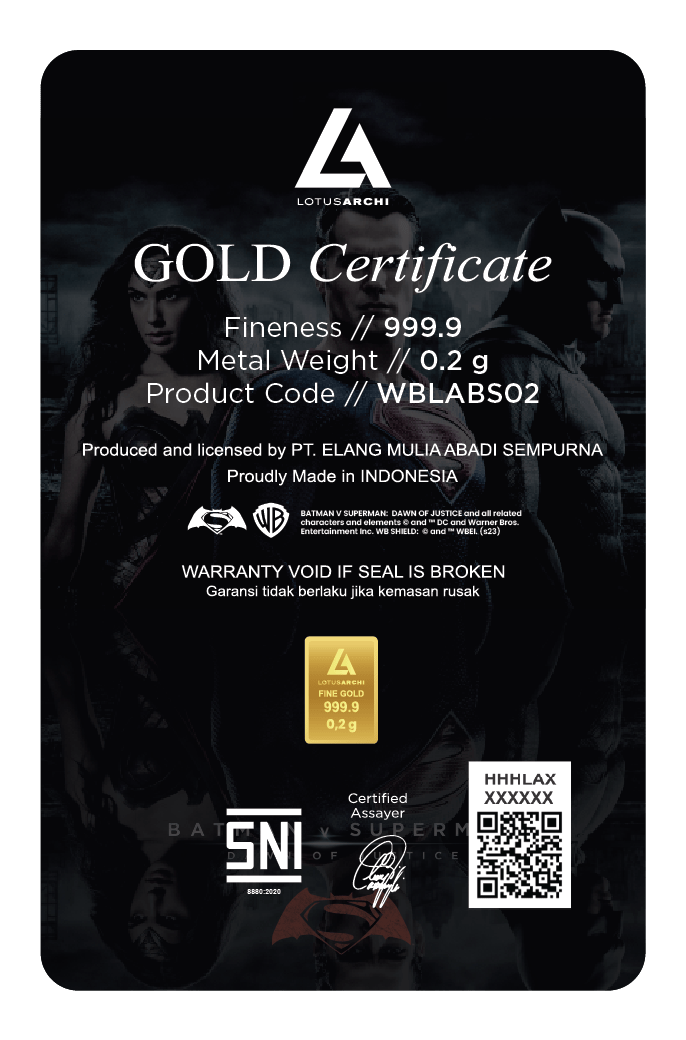 LOTUSARCHI
GOLD Certificate
Fineness // 999.9
Metal Weight // 0.2 g
Product Code // WBLABS02
Produced and licensed by PT. ELANG MULIA ABADI SEMPURNA
Proudly Made in INDONESIA
WB
BATMAN V SUPERMAN: DAWN OF JUSTICE and all related
characters and elements © and ™ DC and Warner Bros.
Entertainment Inc. WB SHIELD: © and ™ WBEI. (s23)
WARRANTY VOID IF SEAL IS BROKEN
Garansi tidak berlaku jika kemasan rusak
LOTUSARCHI
FINE GOLD
999.9
0,2 g
HHHLAX
XXXXXX
Certified
Assayer
SNI
8880:2020